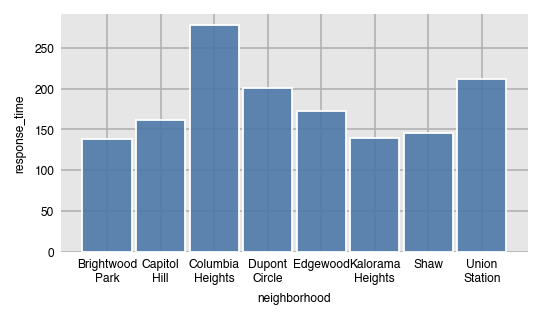 250
200
150
100
50
0
response_time
Brightwood Park
Capitol Hill
Columbia Heights
Dupont Circle
Edgewood
Kalorama Heights
Shaw
Union Station
neighborhood